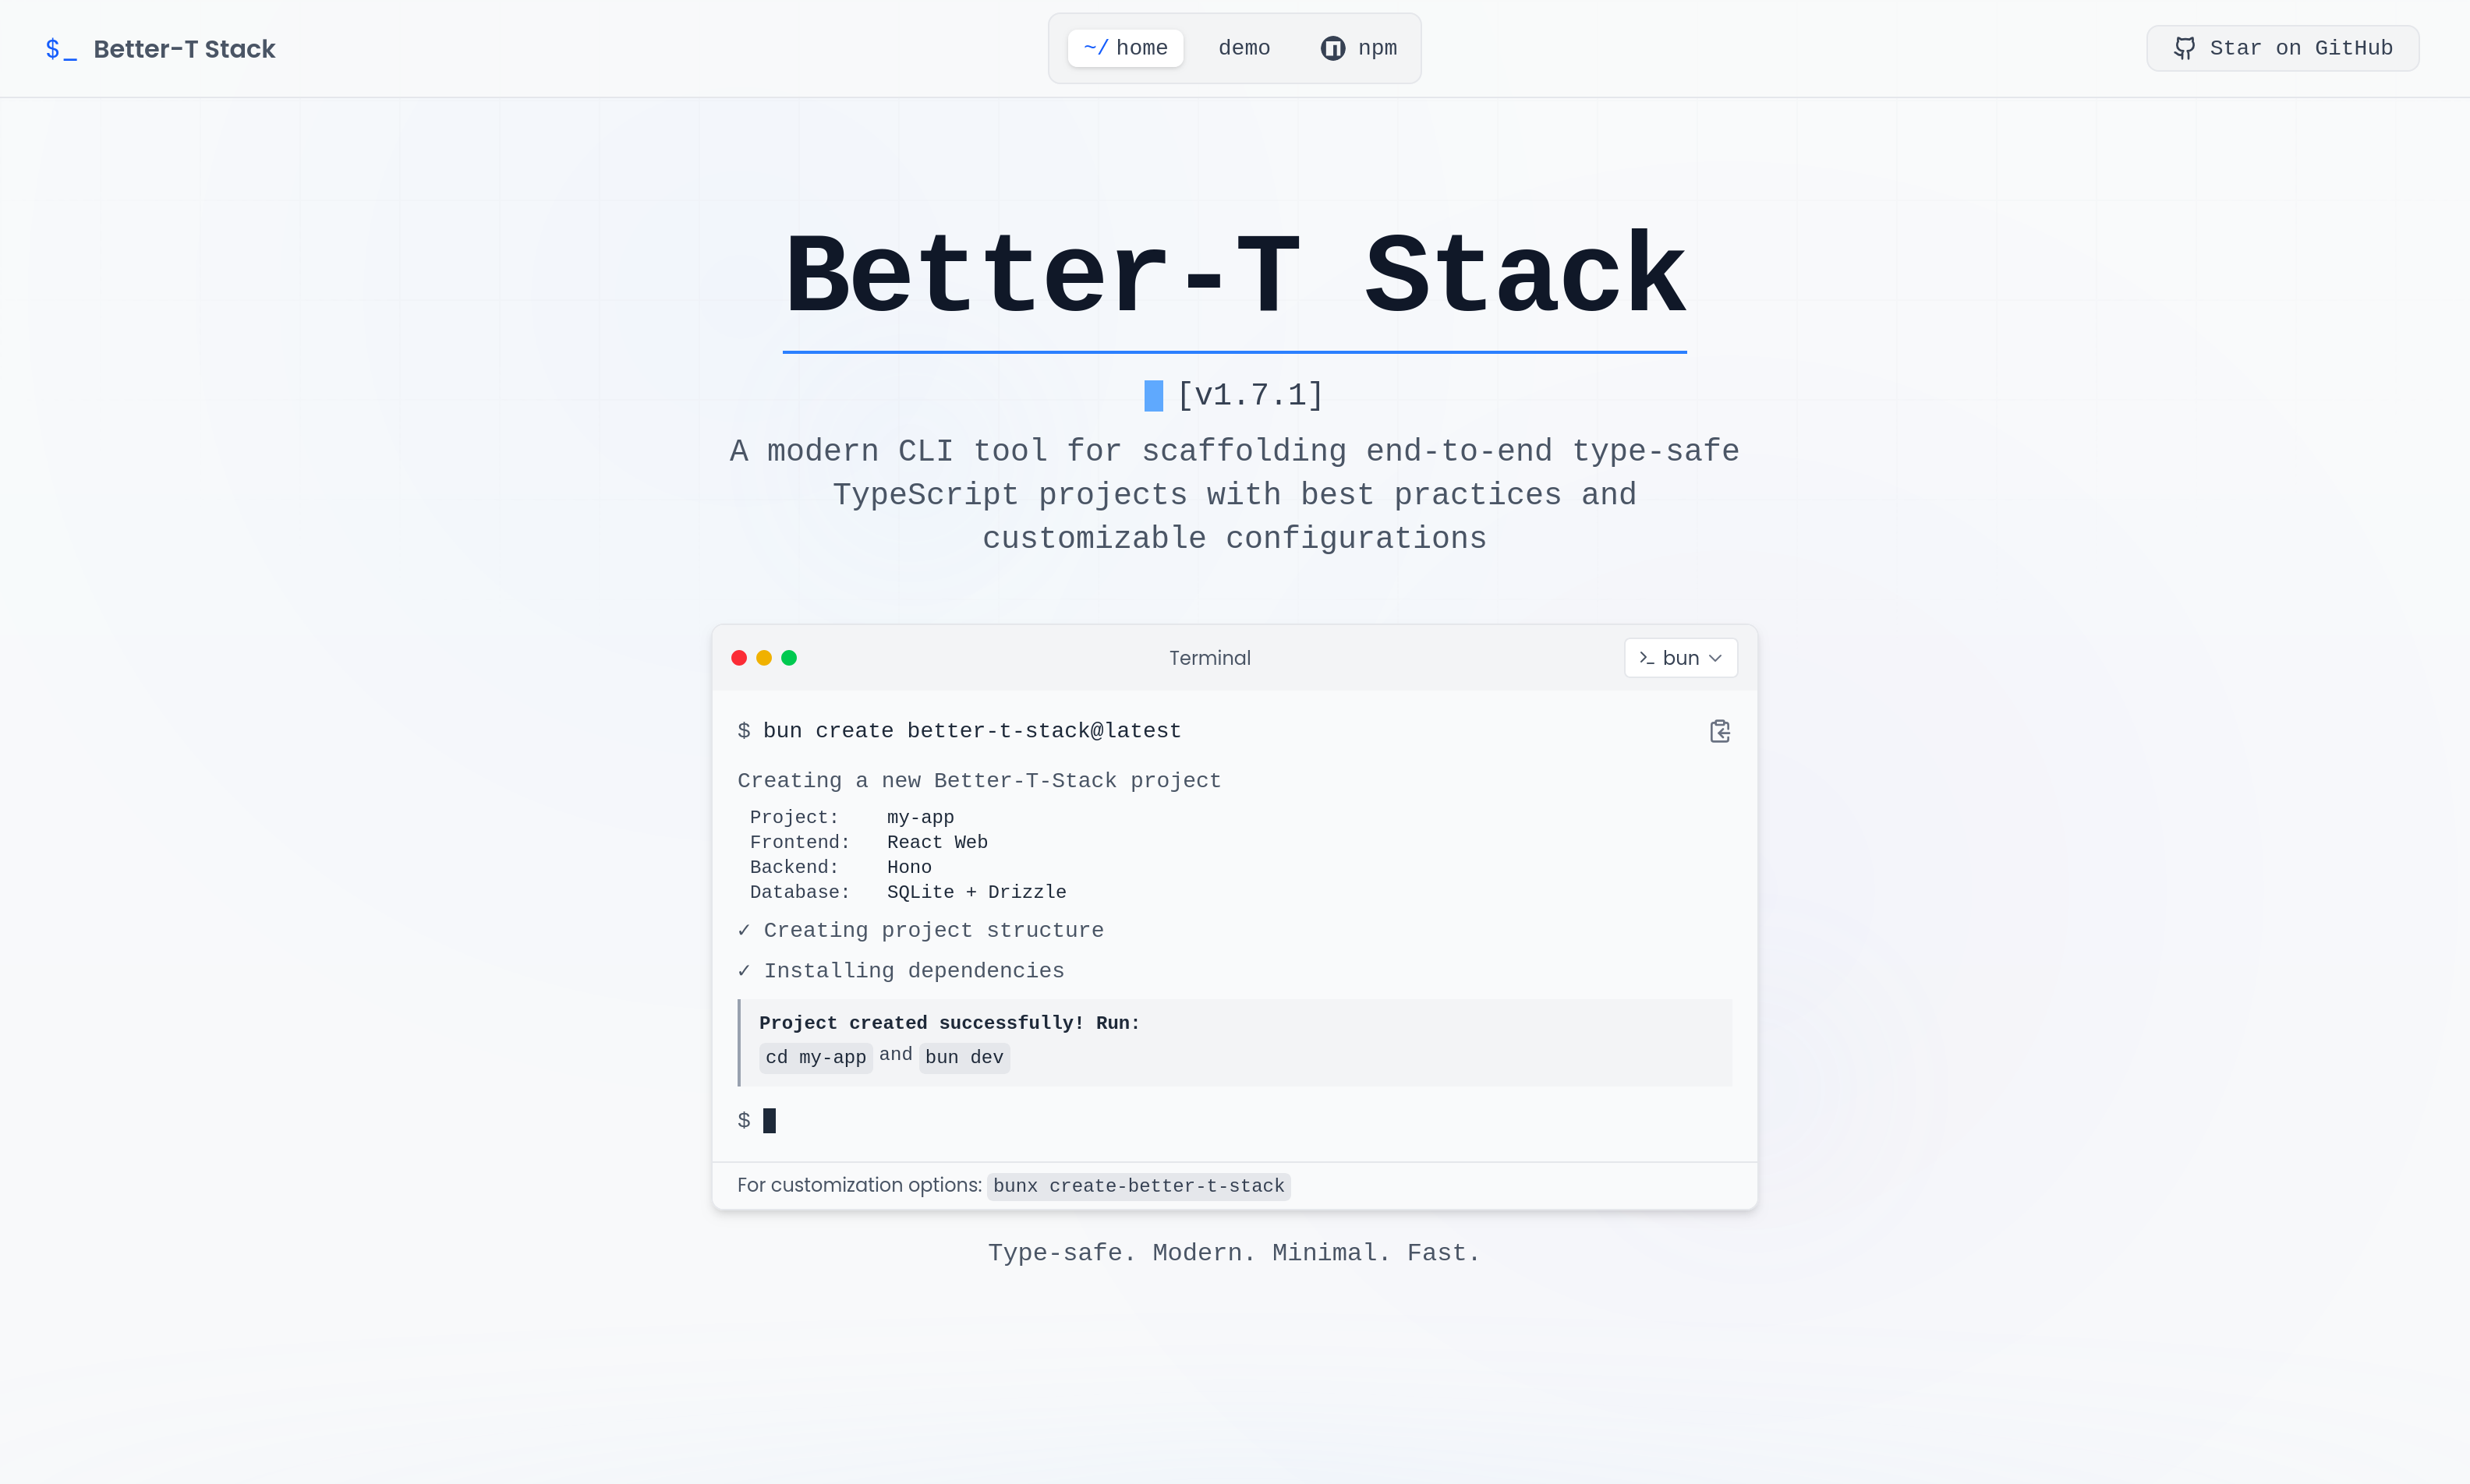 $_ Better-T Stack
~/ home demo npm
Star on GitHub
Better-T Stack
[v1.7.1]
A modern CLI tool for scaffolding end-to-end type-safe
TypeScript projects with best practices and
customizable configurations
Terminal
bun
$ bun create better-t-stack@latest
Creating a new Better-T-Stack project
Project: my-app
Frontend: React Web
Backend: Hono
Database: SQLite + Drizzle
✓ Creating project structure
✓ Installing dependencies
Project created successfully! Run:
cd my-app and bun dev
$
For customization options: bunx create-better-t-stack
Type-safe. Modern. Minimal. Fast.